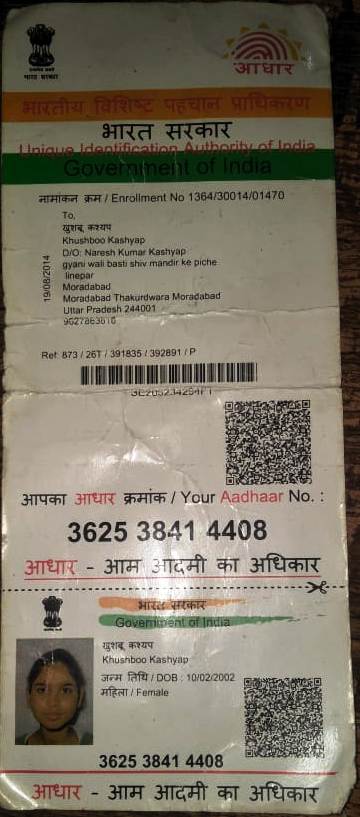 भारत सरकार
आधार
भारतीय विशिष्ट पहचान प्राधिकरण
भारत सरकार
Unique Identification Authority of India
Government of India
नामांकन क्रम / Enrollment No 1364/30014/01470
To,
खुशबू कश्यप
Khushboo Kashyap
D/O: Naresh Kumar Kashyap
gyani wali basti shiv mandir ke piche
linepar
Moradabad
Moradabad Thakurdwara Moradabad
Uttar Pradesh 244001
19/08/2014
Ref: 873 / 26T / 391835 / 392891 / P
आपका आधार क्रमांक / Your Aadhaar No. :
3625 3841 4408
आधार - आम आदमी का अधिकार
भारत सरकार
Government of India
खुशबू कश्यप
Khushboo Kashyap
जन्म तिथि / DOB : 10/02/2002
महिला / Female
3625 3841 4408
आधार - आम आदमी का अधिकार